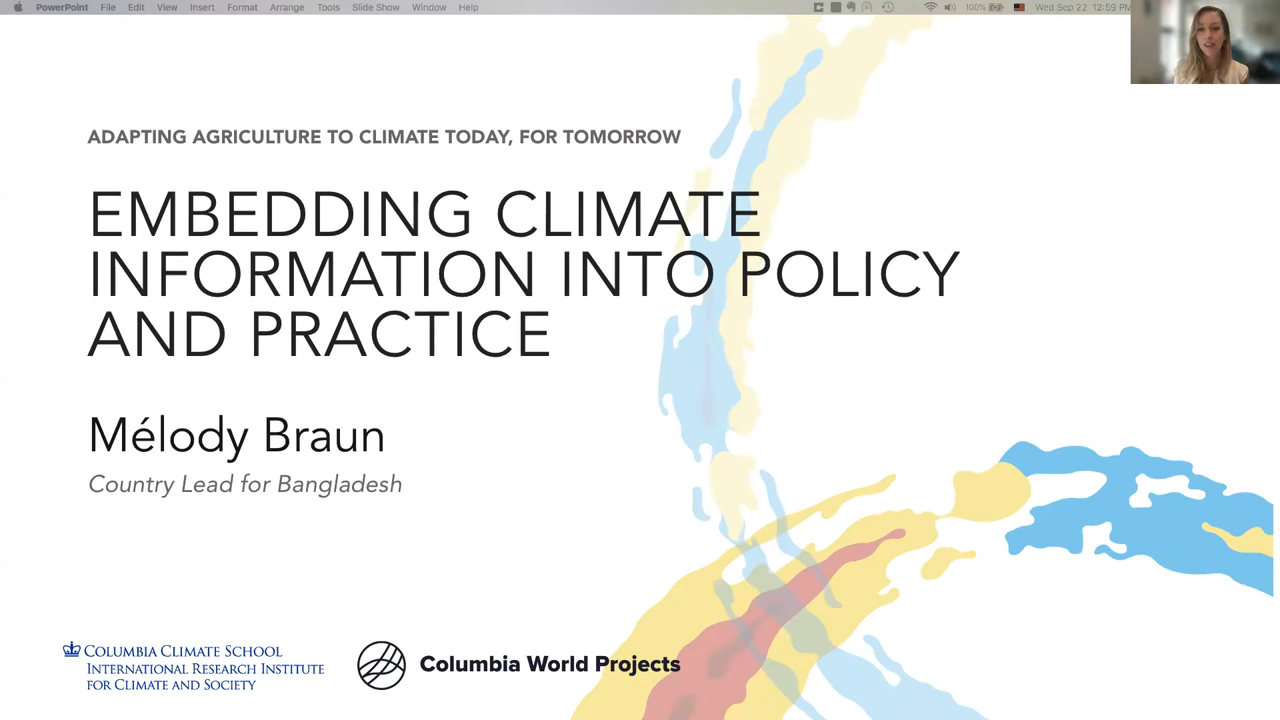 PowerPoint File Edit View Insert Format Arrange Tools Slide Show Window Help 100% Wed Sep 22 12:59 PM
ADAPTING AGRICULTURE TO CLIMATE TODAY, FOR TOMORROW
EMBEDDING CLIMATE
INFORMATION INTO POLICY
AND PRACTICE
Mélody Braun
Country Lead for Bangladesh
COLUMBIA CLIMATE SCHOOL
INTERNATIONAL RESEARCH INSTITUTE
FOR CLIMATE AND SOCIETY
Columbia World Projects